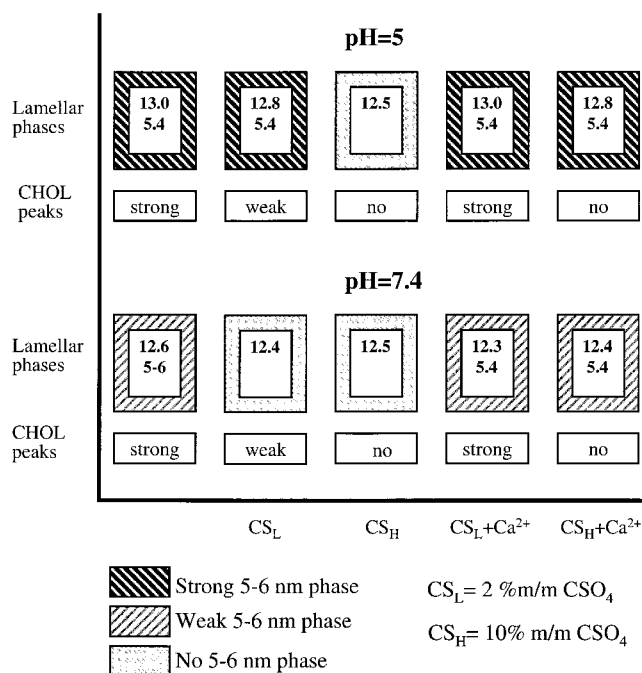 pH=5
Lamellar phases
13.0 12.8 12.5 13.0 12.8
5.4 5.4 5.4 5.4
CHOL peaks
strong weak no strong no
pH=7.4
Lamellar phases
12.6 12.4 12.5 12.3 12.4
5-6 5.4 5.4
CHOL peaks
strong weak no strong no
CS_L CS_H CS_L+Ca²⁺ CS_H+Ca²⁺
Strong 5-6 nm phase
Weak 5-6 nm phase
No 5-6 nm phase
CS_L= 2 %m/m CSO₄
CS_H= 10% m/m CSO₄